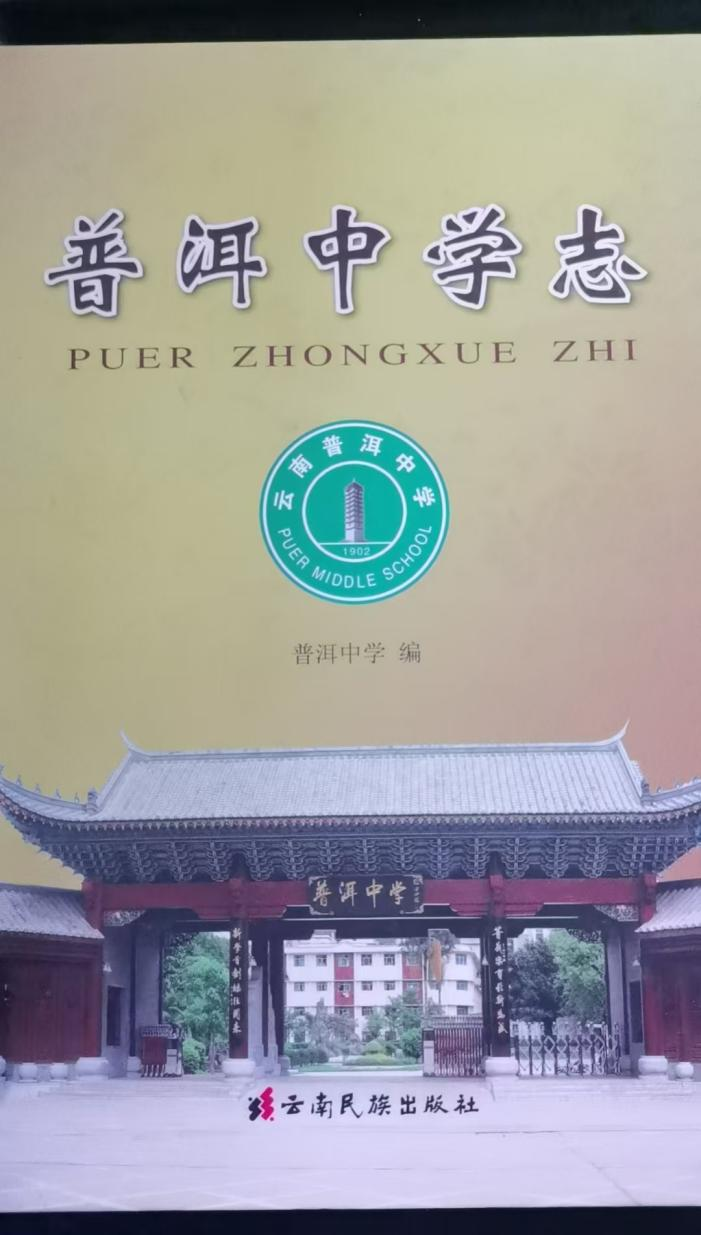 普洱中学志
PUER ZHONGXUE ZHI
云南普洱中学
1902
PUER MIDDLE SCHOOL
普洱中学 编
普洱中学
云南民族出版社